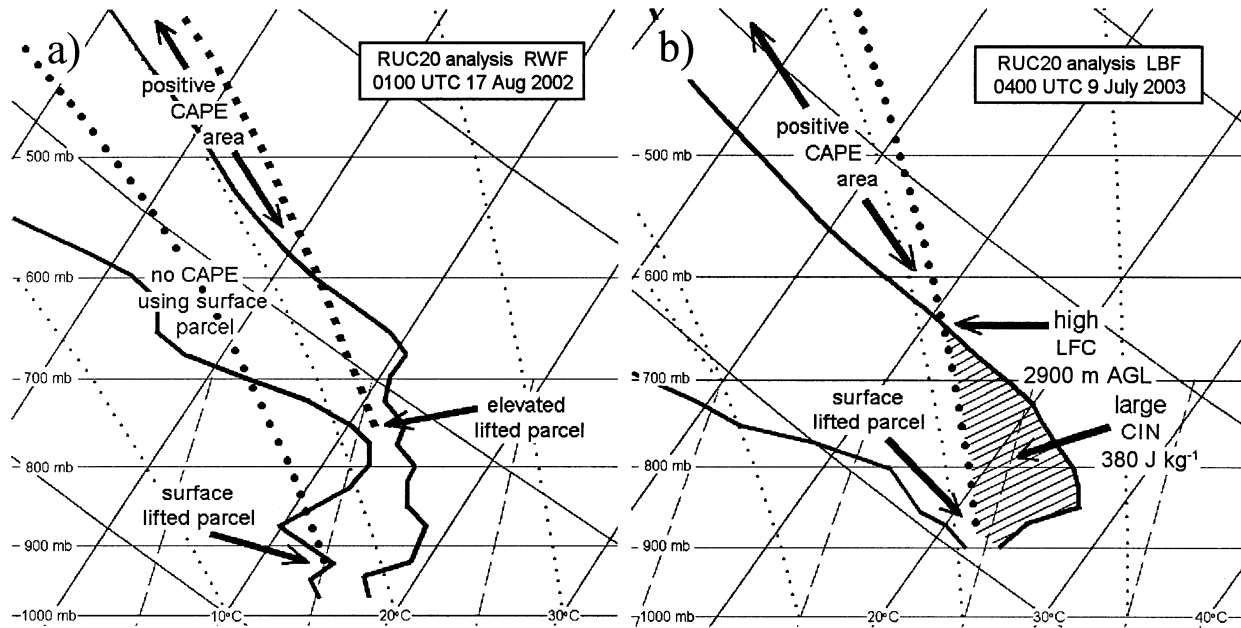 a)
RUC20 analysis RWF
0100 UTC 17 Aug 2002
positive
CAPE
area
500 mb
600 mb
no CAPE
using surface
parcel
700 mb
elevated
lifted parcel
800 mb
surface
lifted parcel
900 mb
1000 mb
10°C
20°C
30°C
b)
RUC20 analysis LBF
0400 UTC 9 July 2003
positive
CAPE
area
500 mb
600 mb
high
LFC
2900 m AGL
700 mb
surface
lifted parcel
large
CIN
380 J kg⁻¹
800 mb
900 mb
1000 mb
20°C
30°C
40°C